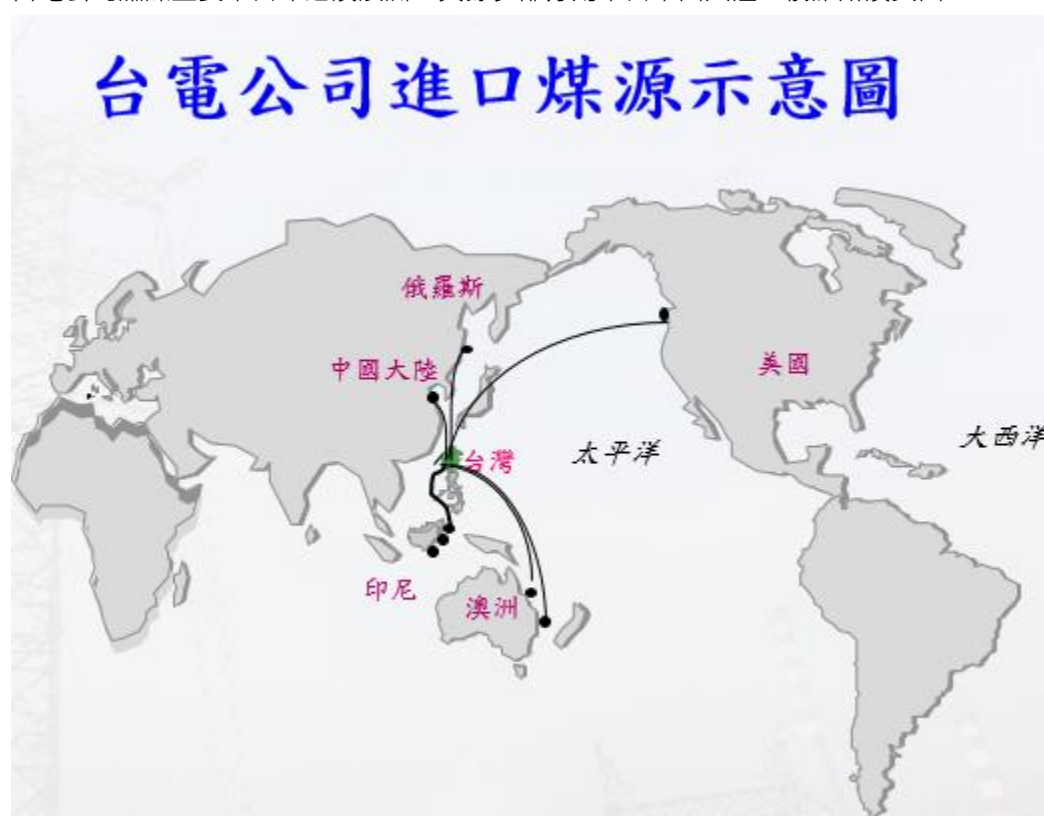 台電公司進口煤源示意圖
俄羅斯
中國大陸
美國
大西洋
太平洋
台灣
印尼
澳洲